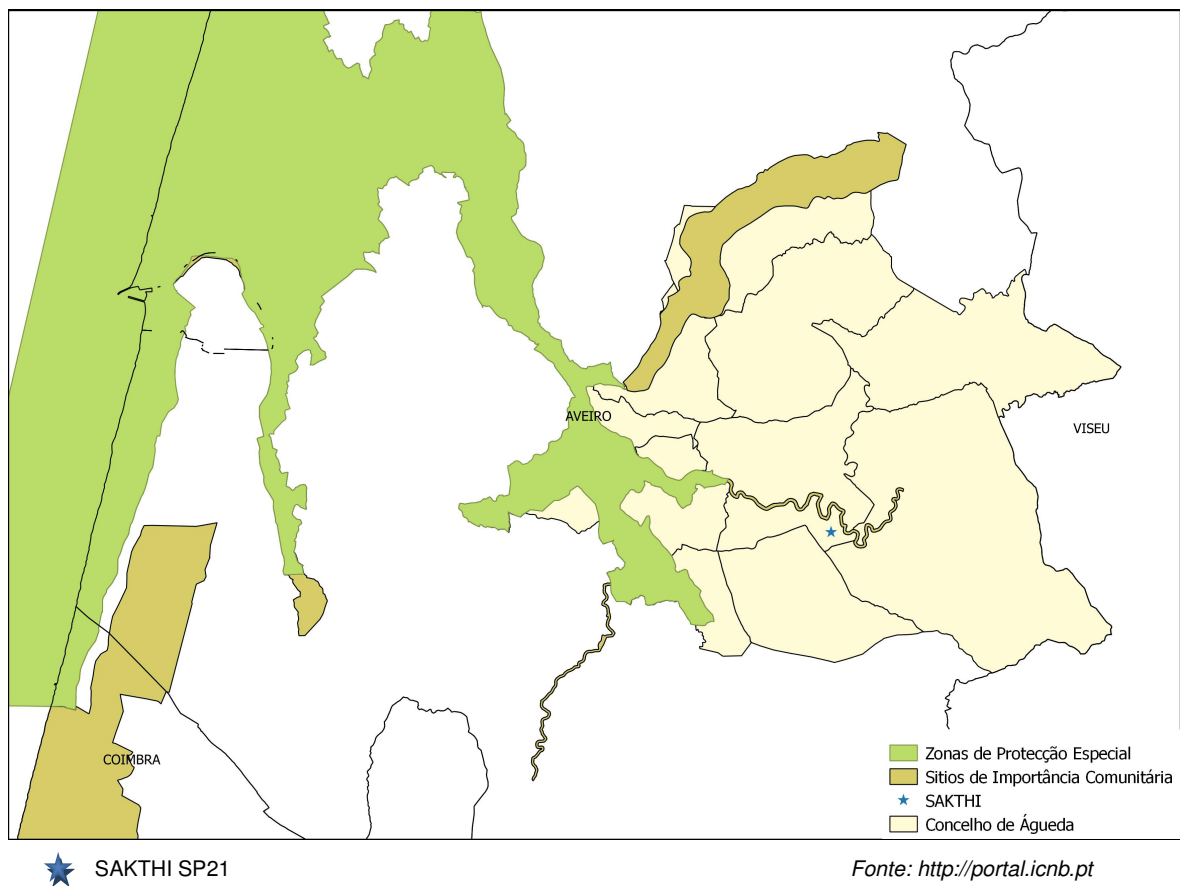 AVEIRO
VISEU
COIMBRA
Zonas de Protecção Especial
Sitios de Importância Comunitária
SAKTHI
Concelho de Águeda
SAKTHI SP21
Fonte: http://portal.icnb.pt